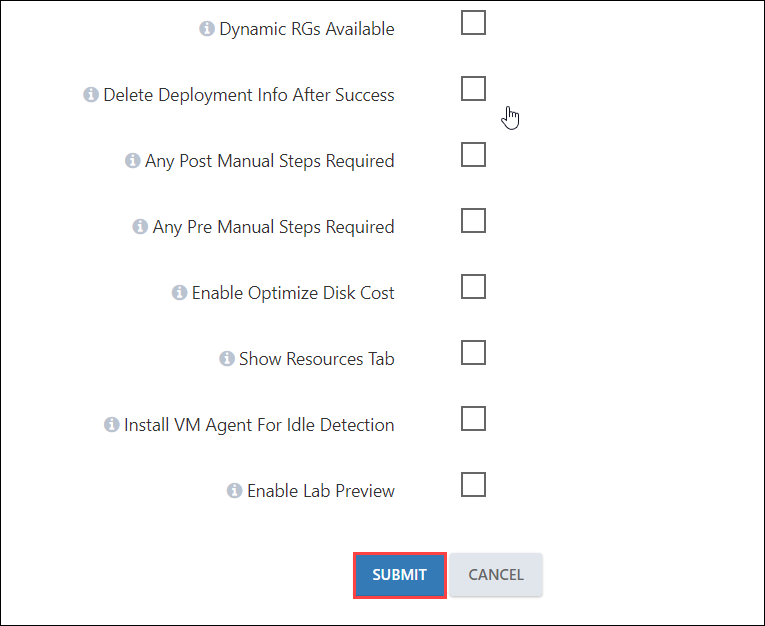 Dynamic RGs Available
Delete Deployment Info After Success
Any Post Manual Steps Required
Any Pre Manual Steps Required
Enable Optimize Disk Cost
Show Resources Tab
Install VM Agent For Idle Detection
Enable Lab Preview
SUBMIT CANCEL